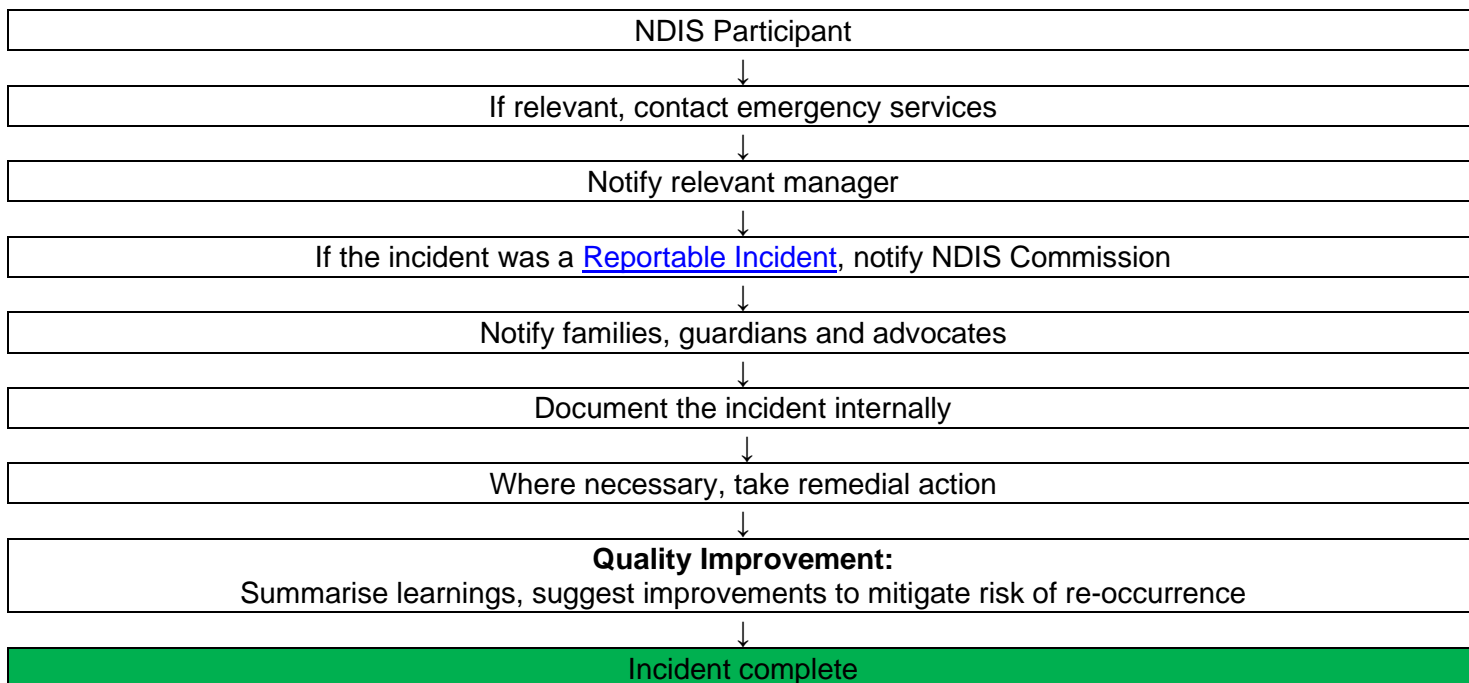 NDIS Participant
↓
If relevant, contact emergency services
↓
Notify relevant manager
↓
If the incident was a Reportable Incident, notify NDIS Commission
↓
Notify families, guardians and advocates
↓
Document the incident internally
↓
Where necessary, take remedial action
↓
Quality Improvement:
Summarise learnings, suggest improvements to mitigate risk of re-occurrence
↓
Incident complete